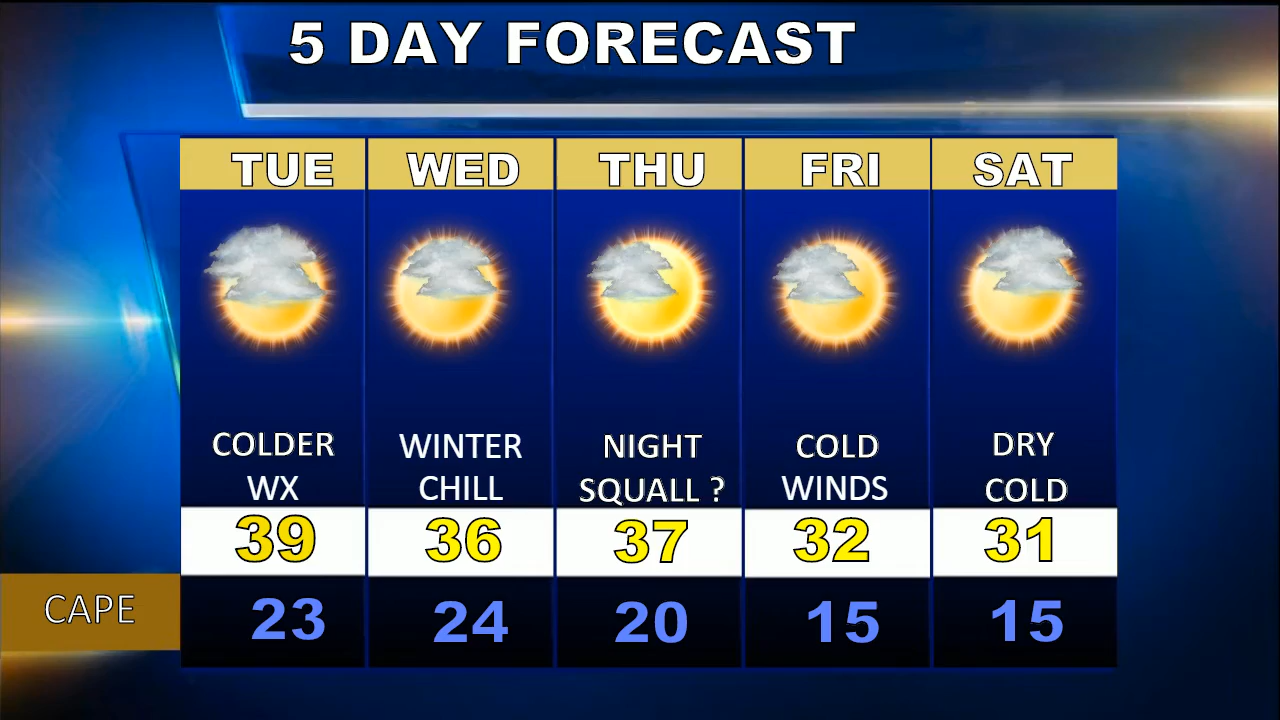 5 DAY FORECAST
TUE WED THU FRI SAT
COLDER WINTER NIGHT COLD DRY
WX CHILL SQUALL ? WINDS COLD
39 36 37 32 31
CAPE 23 24 20 15 15